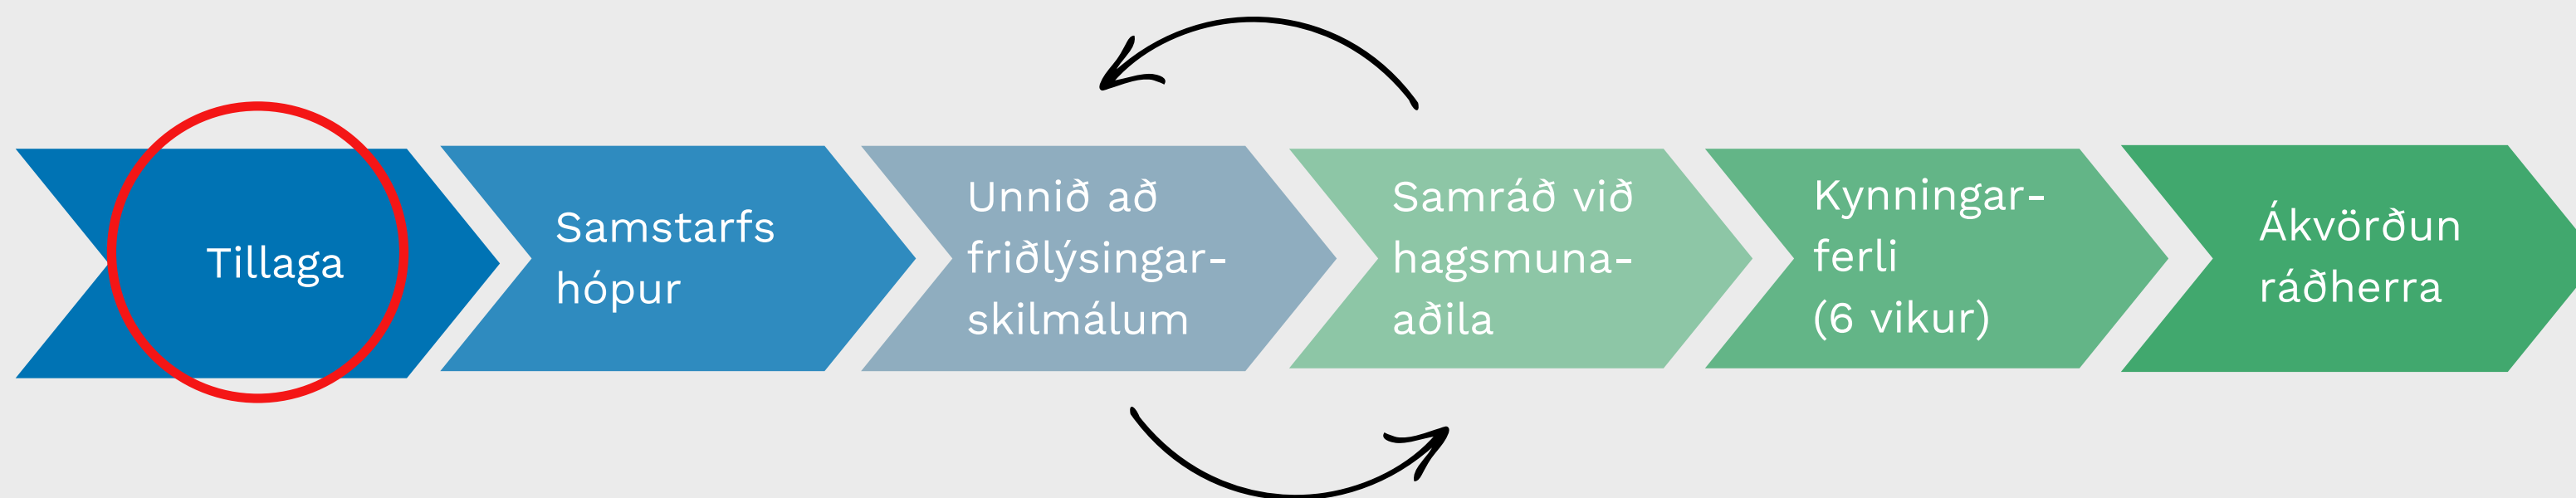 Tillaga
Samstarfs
hópur
Unnið að
friðlýsingar-
skilmálum
Samráð við
hagsmuna-
aðila
Kynningar-
ferli
(6 vikur)
Ákvörðun
ráðherra